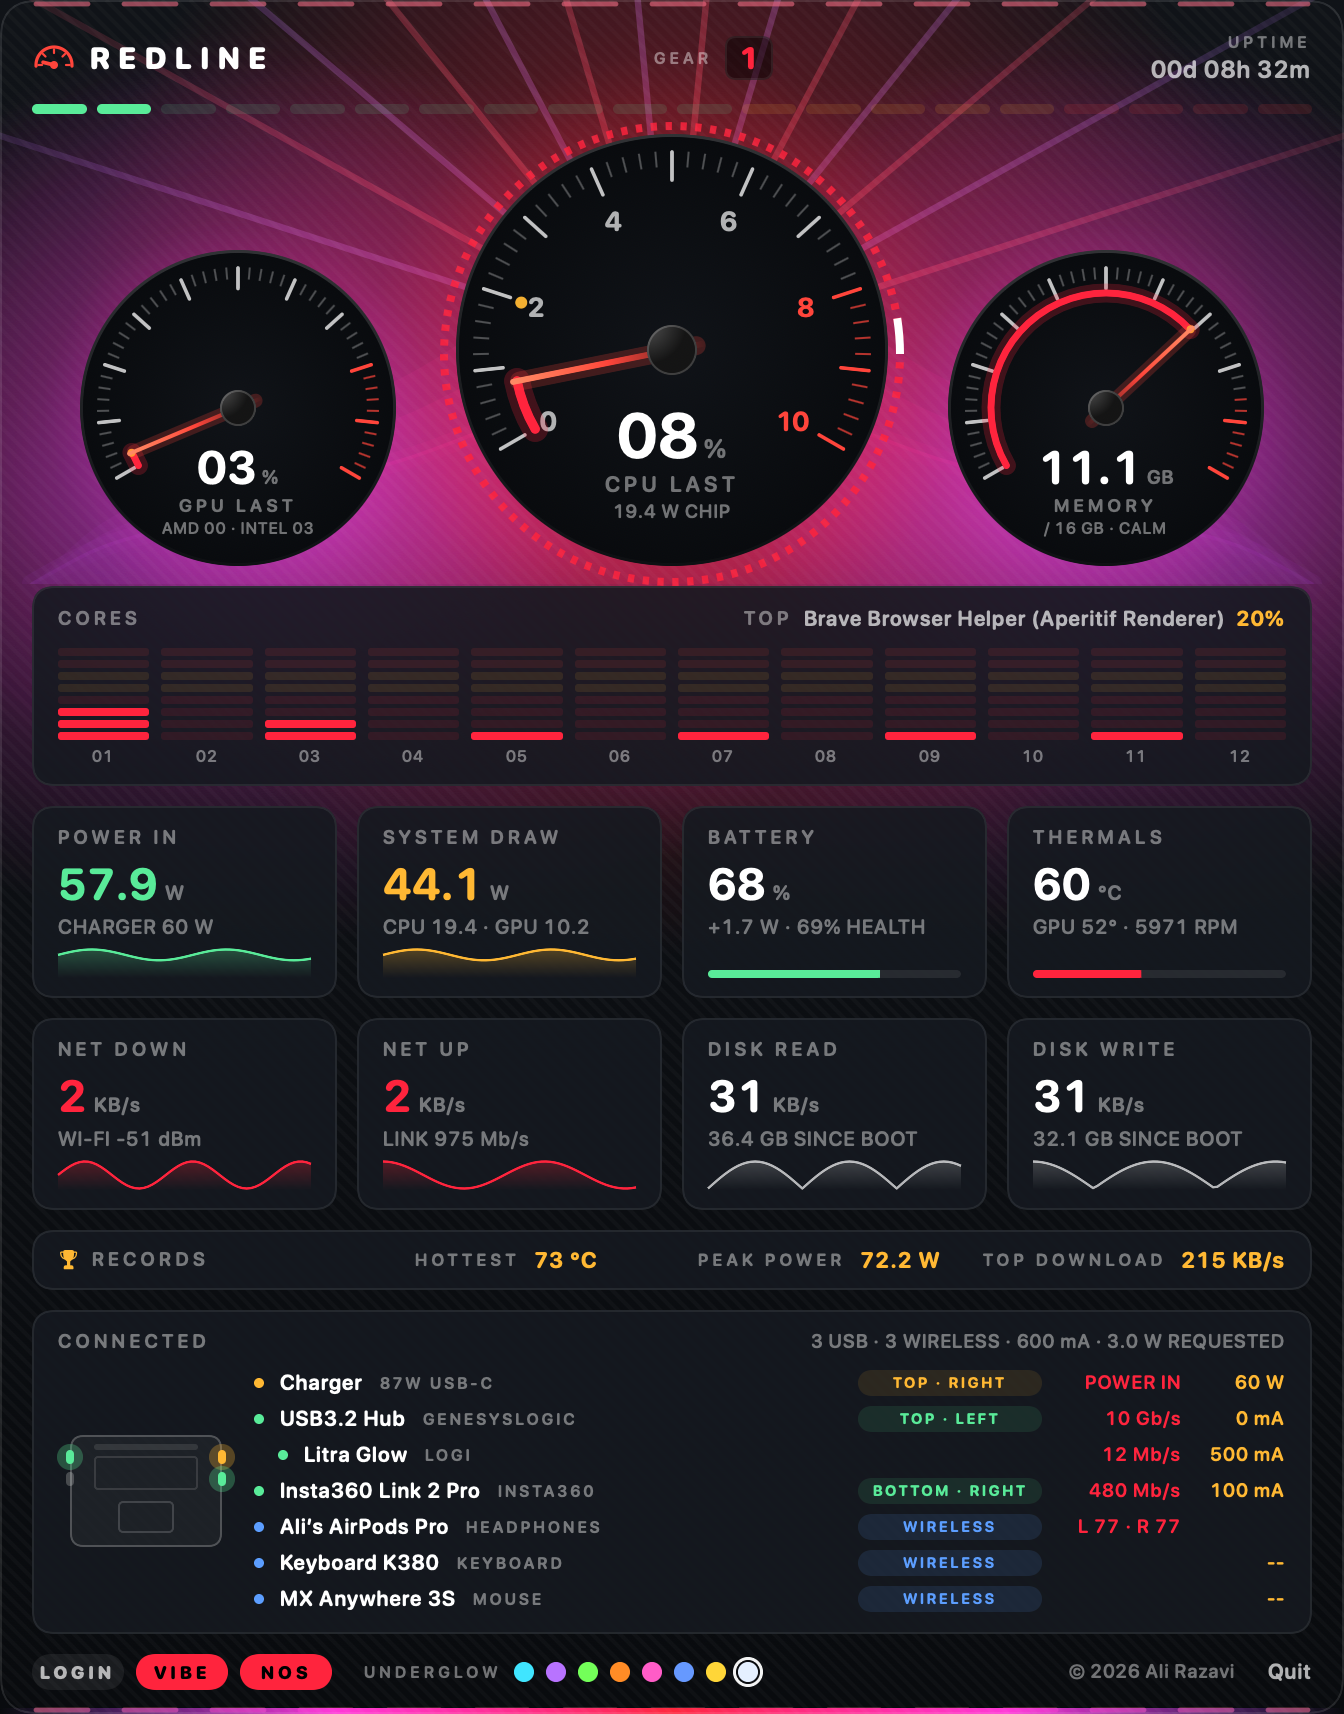 REDLINE
GEAR 1
UPTIME
00d 08h 32m
4 6
2 8
0 10
08 %
CPU LAST
19.4 W CHIP
03 %
GPU LAST
AMD 00 · INTEL 03
11.1 GB
MEMORY
/ 16 GB · CALM
CORES TOP Brave Browser Helper (Aperitif Renderer) 20%
01 02 03 04 05 06 07 08 09 10 11 12
POWER IN
57.9 W
CHARGER 60 W
SYSTEM DRAW
44.1 W
CPU 19.4 · GPU 10.2
BATTERY
68 %
+1.7 W · 69% HEALTH
THERMALS
60 °C
GPU 52° · 5971 RPM
NET DOWN
2 KB/s
WI-FI -51 dBm
NET UP
2 KB/s
LINK 975 Mb/s
DISK READ
31 KB/s
36.4 GB SINCE BOOT
DISK WRITE
31 KB/s
32.1 GB SINCE BOOT
RECORDS HOTTEST 73 °C PEAK POWER 72.2 W TOP DOWNLOAD 215 KB/s
CONNECTED 3 USB · 3 WIRELESS · 600 mA · 3.0 W REQUESTED
Charger 87W USB-C TOP · RIGHT POWER IN 60 W
USB3.2 Hub GENESYSLOGIC TOP · LEFT 10 Gb/s 0 mA
Litra Glow LOGI 12 Mb/s 500 mA
Insta360 Link 2 Pro INSTA360 BOTTOM · RIGHT 480 Mb/s 100 mA
Ali's AirPods Pro HEADPHONES WIRELESS L 77 · R 77
Keyboard K380 KEYBOARD WIRELESS --
MX Anywhere 3S MOUSE WIRELESS --
LOGIN VIBE NOS UNDERGLOW © 2026 Ali Razavi Quit